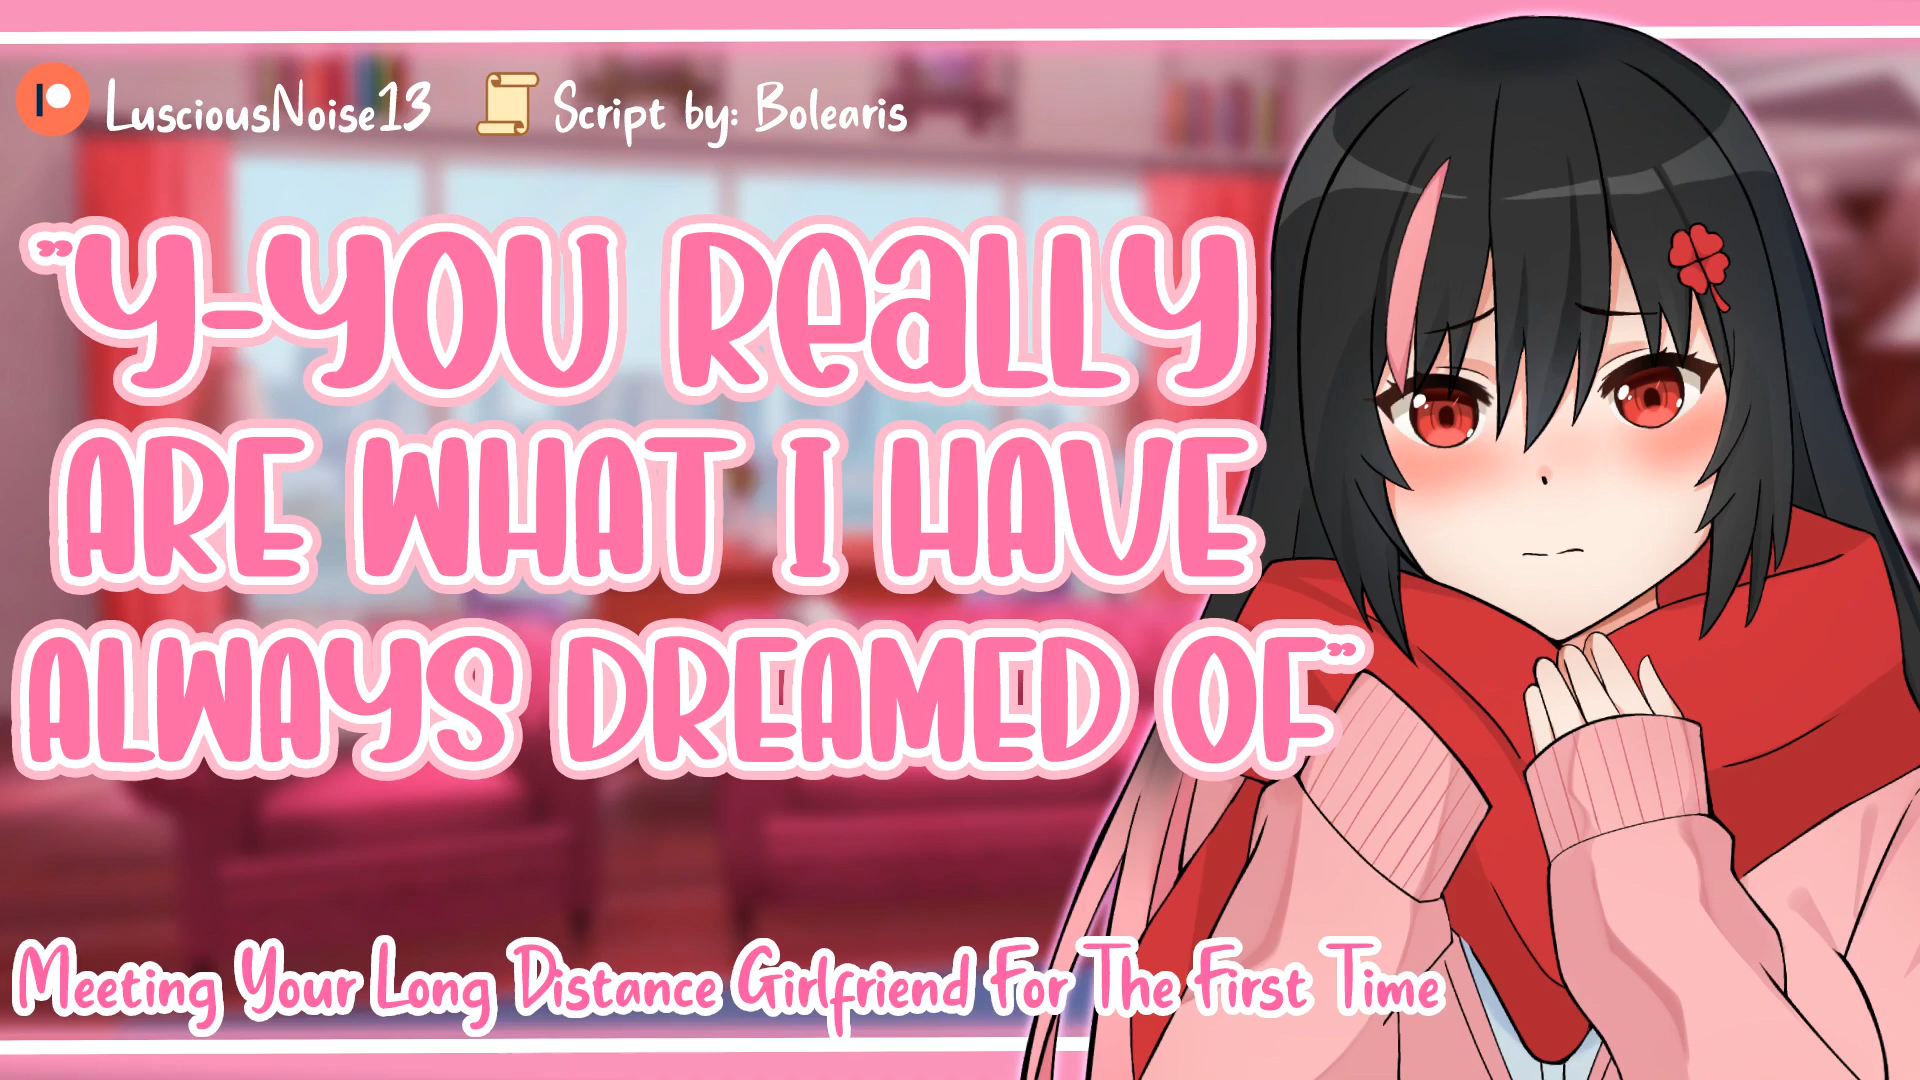 LusciousNoise13 Script by: Bolearis
"Y-YOU ReaLLY
ARE WHAT I HAVE
ALWAYS DREAMED OF"
Meeting Your Long Distance Girlfriend For The First Time